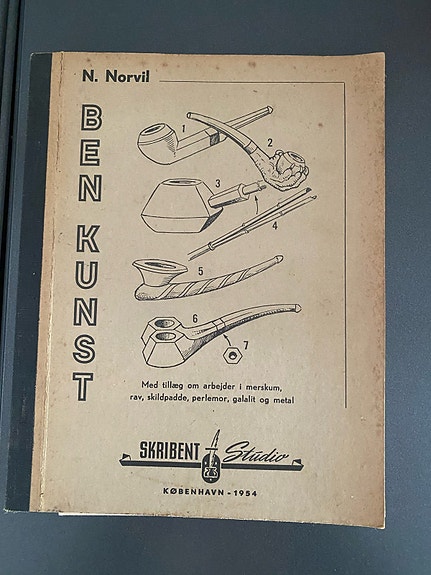 N. Norvil
BEN KUNST
1
2
3
4
5
6
7
Med tillæg om arbejder i merskum,
rav, skildpadde, perlemor, galalit og metal
SKRIBENT Studio
KØBENHAVN - 1954